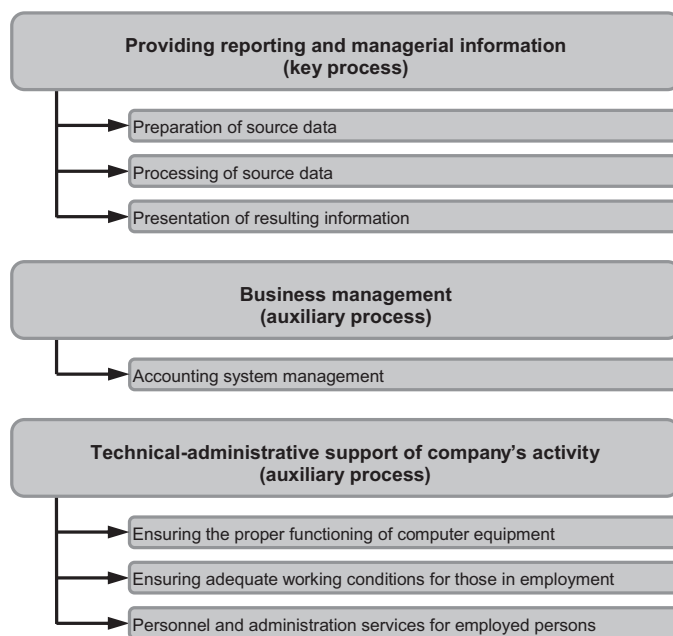 Providing reporting and managerial information
(key process)
Preparation of source data
Processing of source data
Presentation of resulting information
Business management
(auxiliary process)
Accounting system management
Technical-administrative support of company’s activity
(auxiliary process)
Ensuring the proper functioning of computer equipment
Ensuring adequate working conditions for those in employment
Personnel and administration services for employed persons